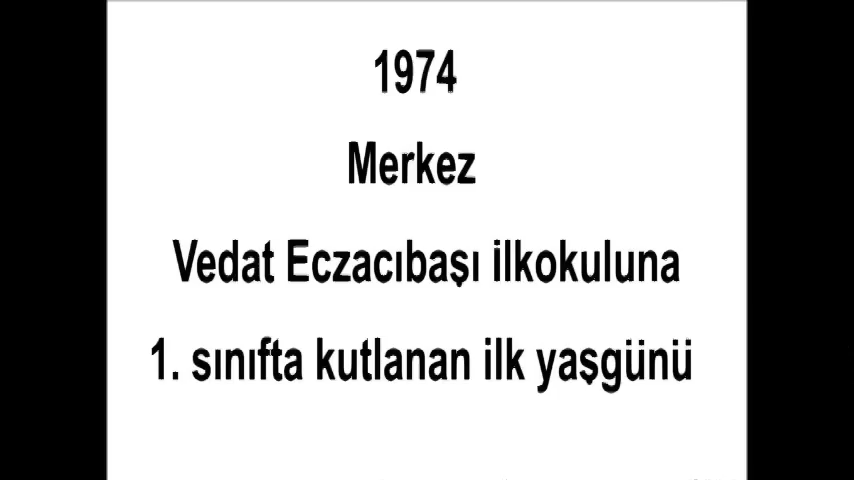 1974
Merkez
Vedat Eczacıbaşı ilkokuluna
1. sınıfta kutlanan ilk yaşgünü